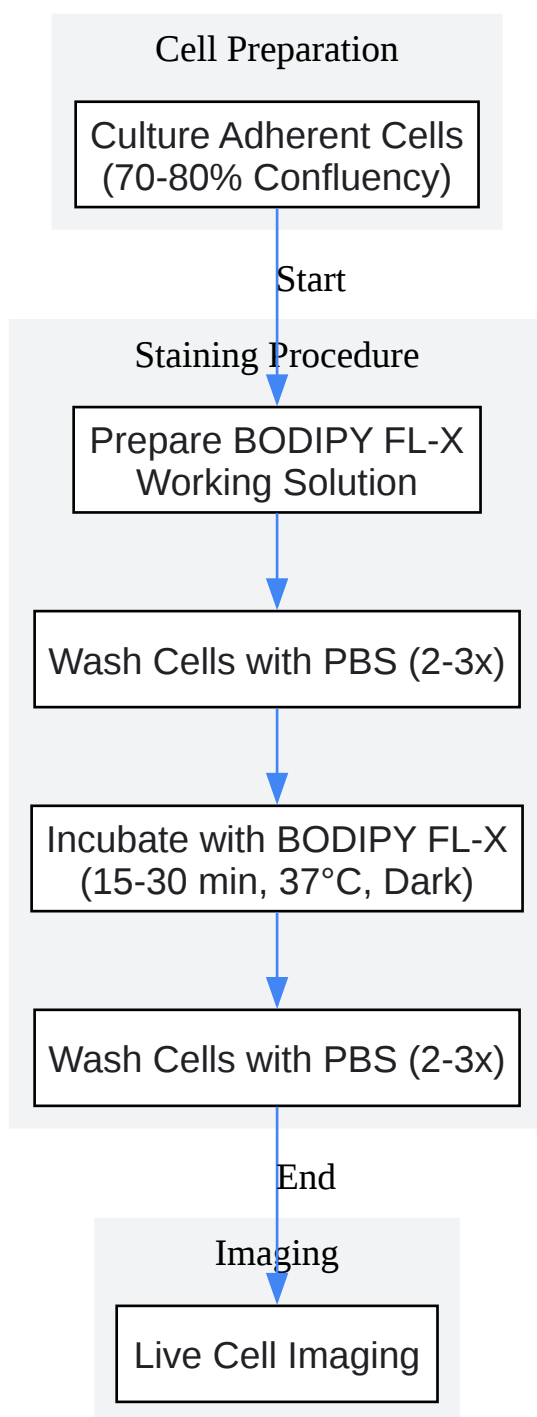 Cell Preparation
Culture Adherent Cells
(70-80% Confluency)
Start
Staining Procedure
Prepare BODIPY FL-X
Working Solution
Wash Cells with PBS (2-3x)
Incubate with BODIPY FL-X
(15-30 min, 37°C, Dark)
Wash Cells with PBS (2-3x)
End
Imaging
Live Cell Imaging